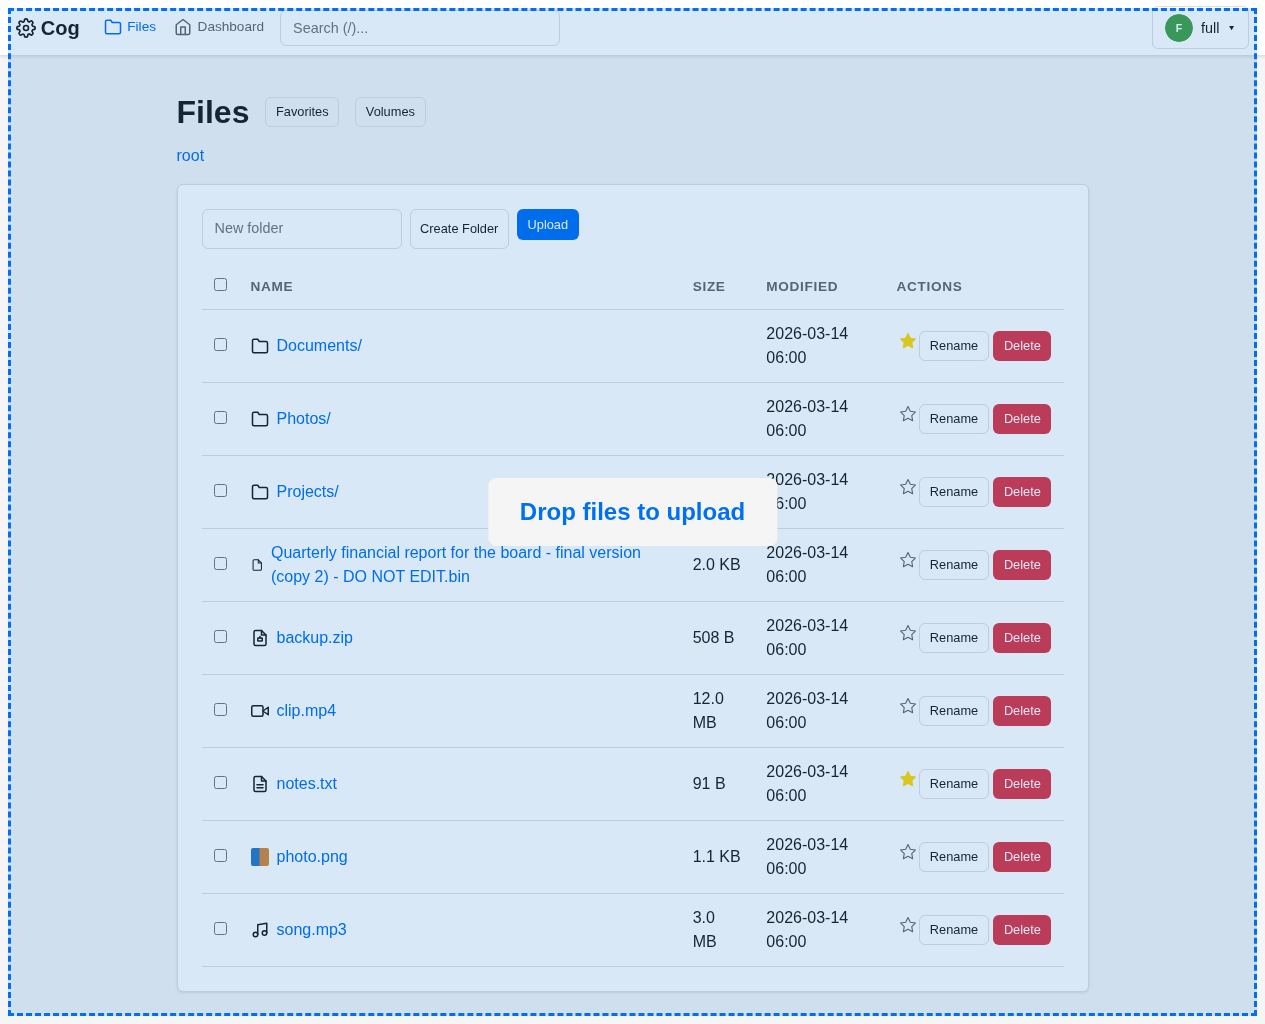 Cog Files Dashboard Search (/)... F full
Files Favorites Volumes
root
New folder Create Folder Upload
NAME SIZE MODIFIED ACTIONS
Documents/ 2026-03-14 06:00 Rename Delete
Photos/ 2026-03-14 06:00 Rename Delete
Projects/ 2026-03-14 06:00 Rename Delete
Drop files to upload
Quarterly financial report for the board - final version
(copy 2) - DO NOT EDIT.bin 2.0 KB 2026-03-14 06:00 Rename Delete
backup.zip 508 B 2026-03-14 06:00 Rename Delete
clip.mp4 12.0 MB 2026-03-14 06:00 Rename Delete
notes.txt 91 B 2026-03-14 06:00 Rename Delete
photo.png 1.1 KB 2026-03-14 06:00 Rename Delete
song.mp3 3.0 MB 2026-03-14 06:00 Rename Delete